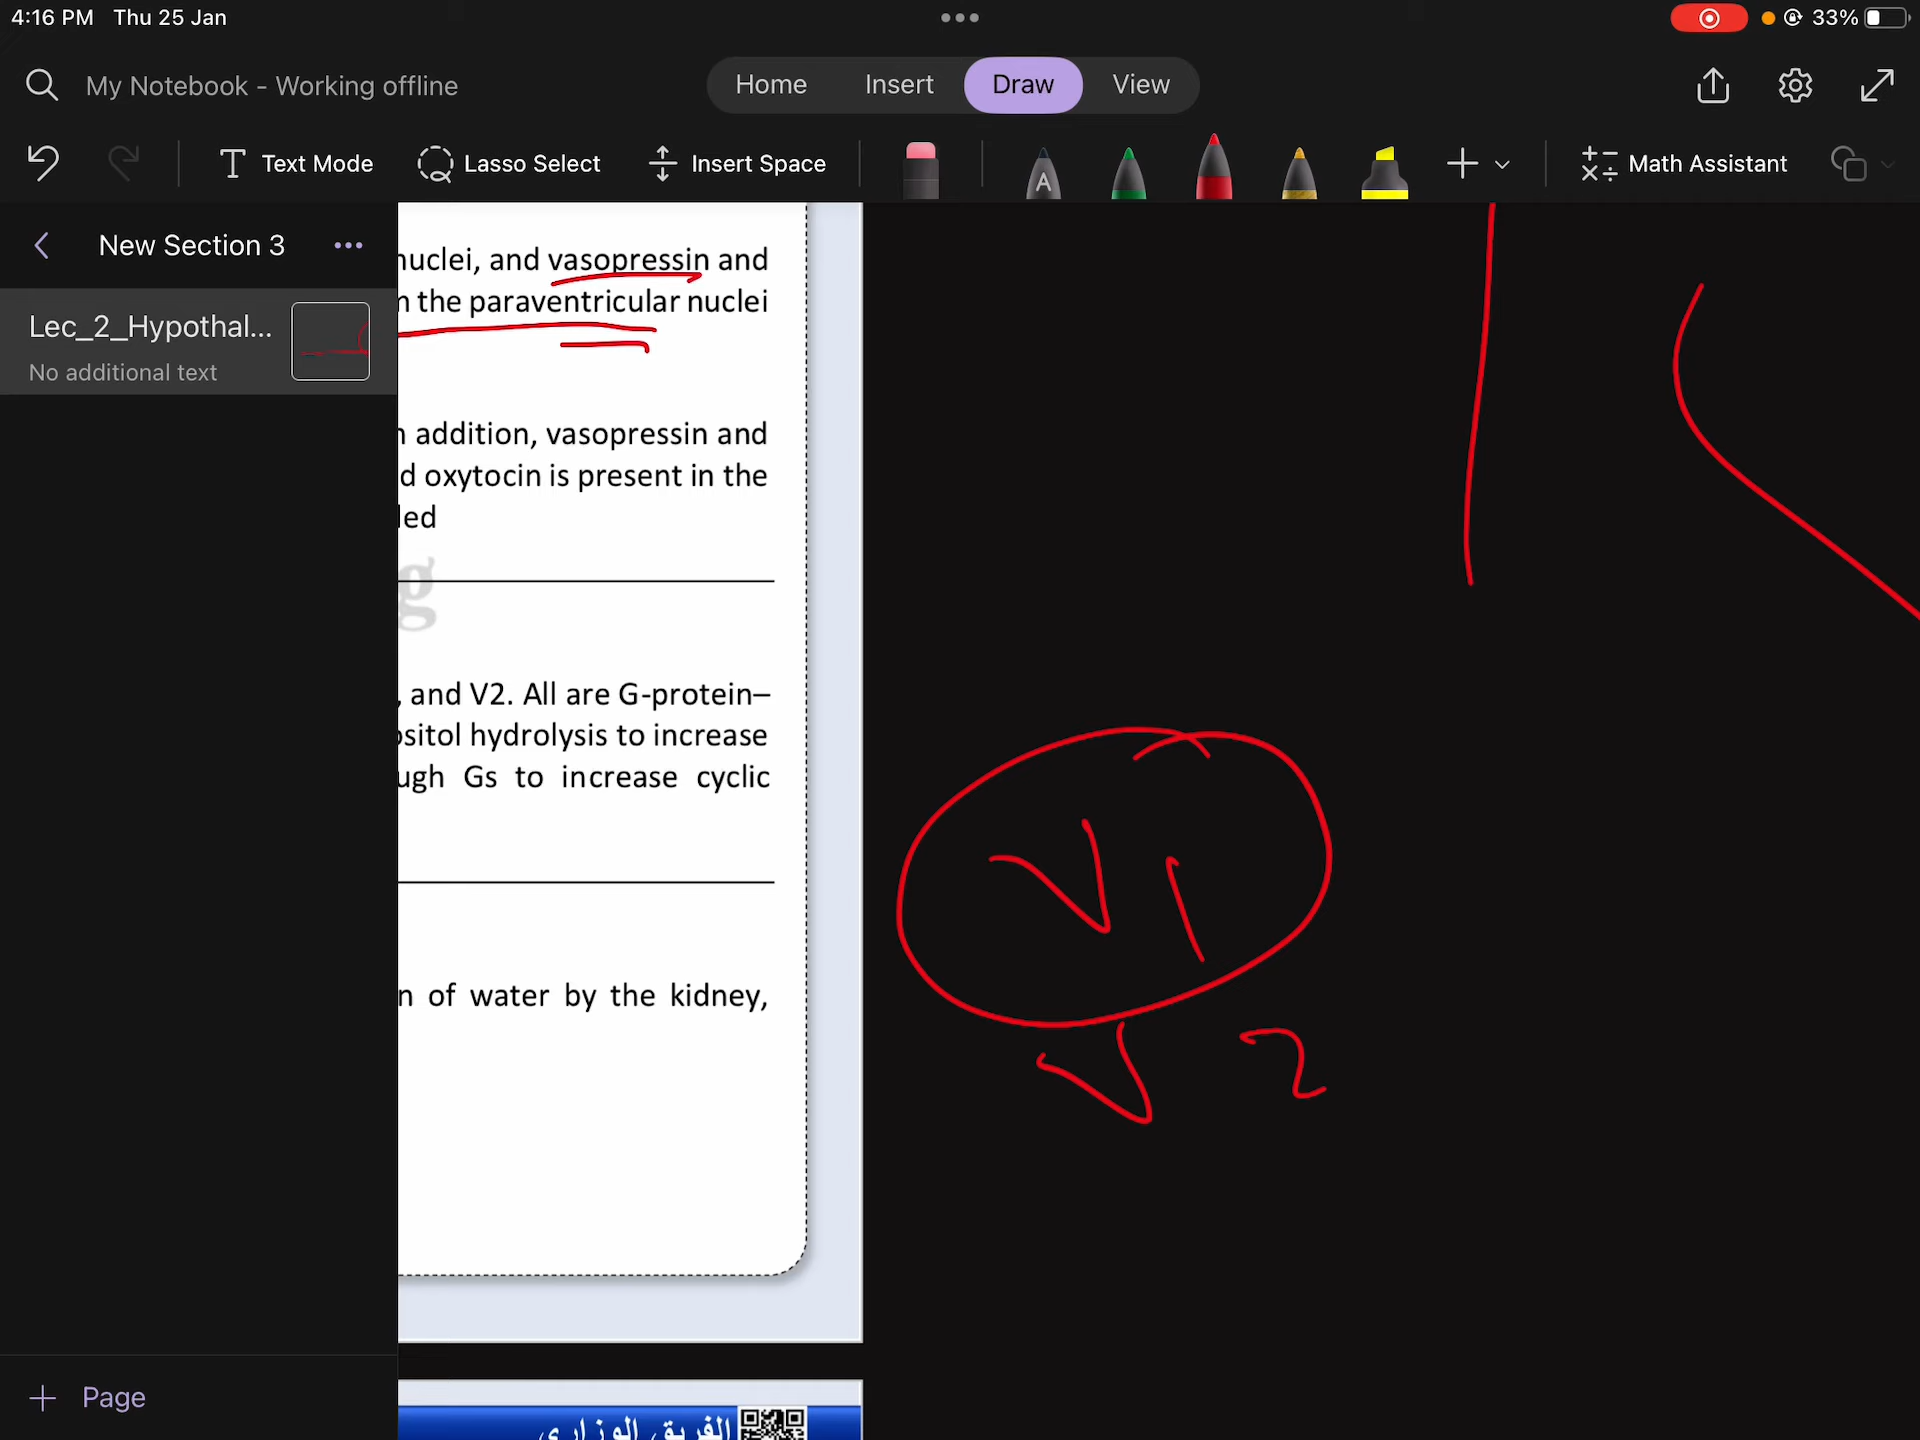 4:16 PM Thu 25 Jan
33%
My Notebook - Working offline
Home Insert Draw View
Text Mode Lasso Select Insert Space
A
Math Assistant
New Section 3
Lec_2_Hypothal...
No additional text
nuclei, and vasopressin and
n the paraventricular nuclei
n addition, vasopressin and
d oxytocin is present in the
led
g
, and V2. All are G-protein–
ositol hydrolysis to increase
ugh Gs to increase cyclic
n of water by the kidney,
V1
V2
Page
الفريق الوزاري